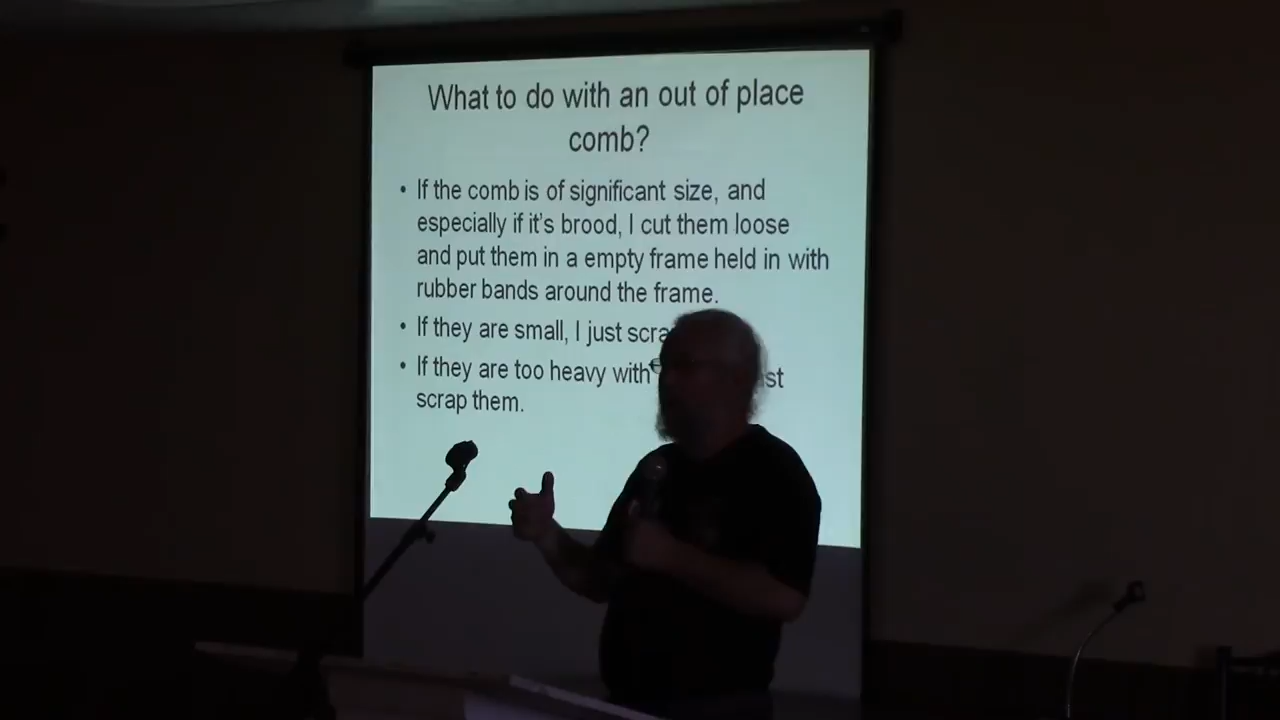 What to do with an out of place
comb?
• If the comb is of significant size, and
especially if it's brood, I cut them loose
and put them in a empty frame held in with
rubber bands around the frame.
• If they are small, I just
• If they are too heavy with
scrap them.